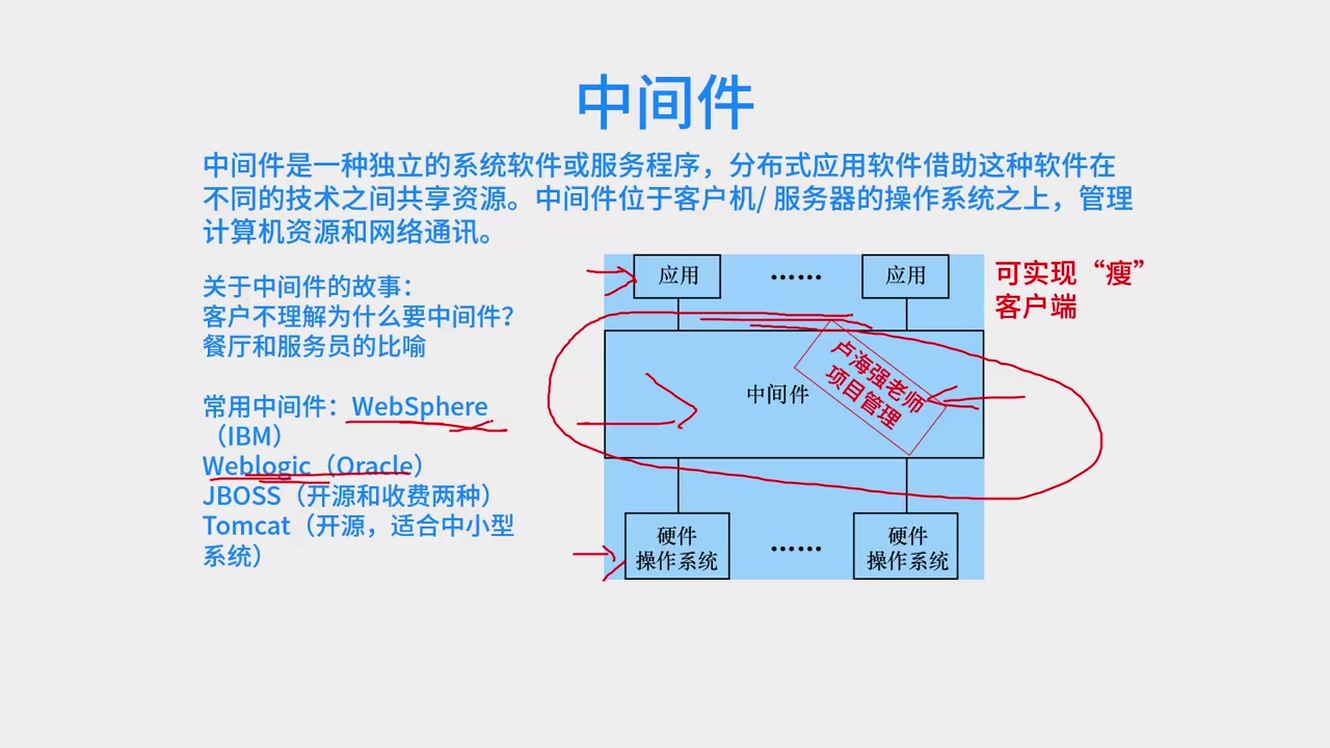 中间件
中间件是一种独立的系统软件或服务程序，分布式应用软件借助这种软件在
不同的技术之间共享资源。中间件位于客户机/ 服务器的操作系统之上，管理
计算机资源和网络通讯。
关于中间件的故事：
客户不理解为什么要中间件？
餐厅和服务员的比喻
常用中间件：WebSphere
（IBM）
Weblogic（Oracle）
JBOSS（开源和收费两种）
Tomcat（开源，适合中小型
系统）
应用
······
应用
中间件
卢海强老师
项目管理
硬件
操作系统
······
硬件
操作系统
可实现“瘦”
客户端